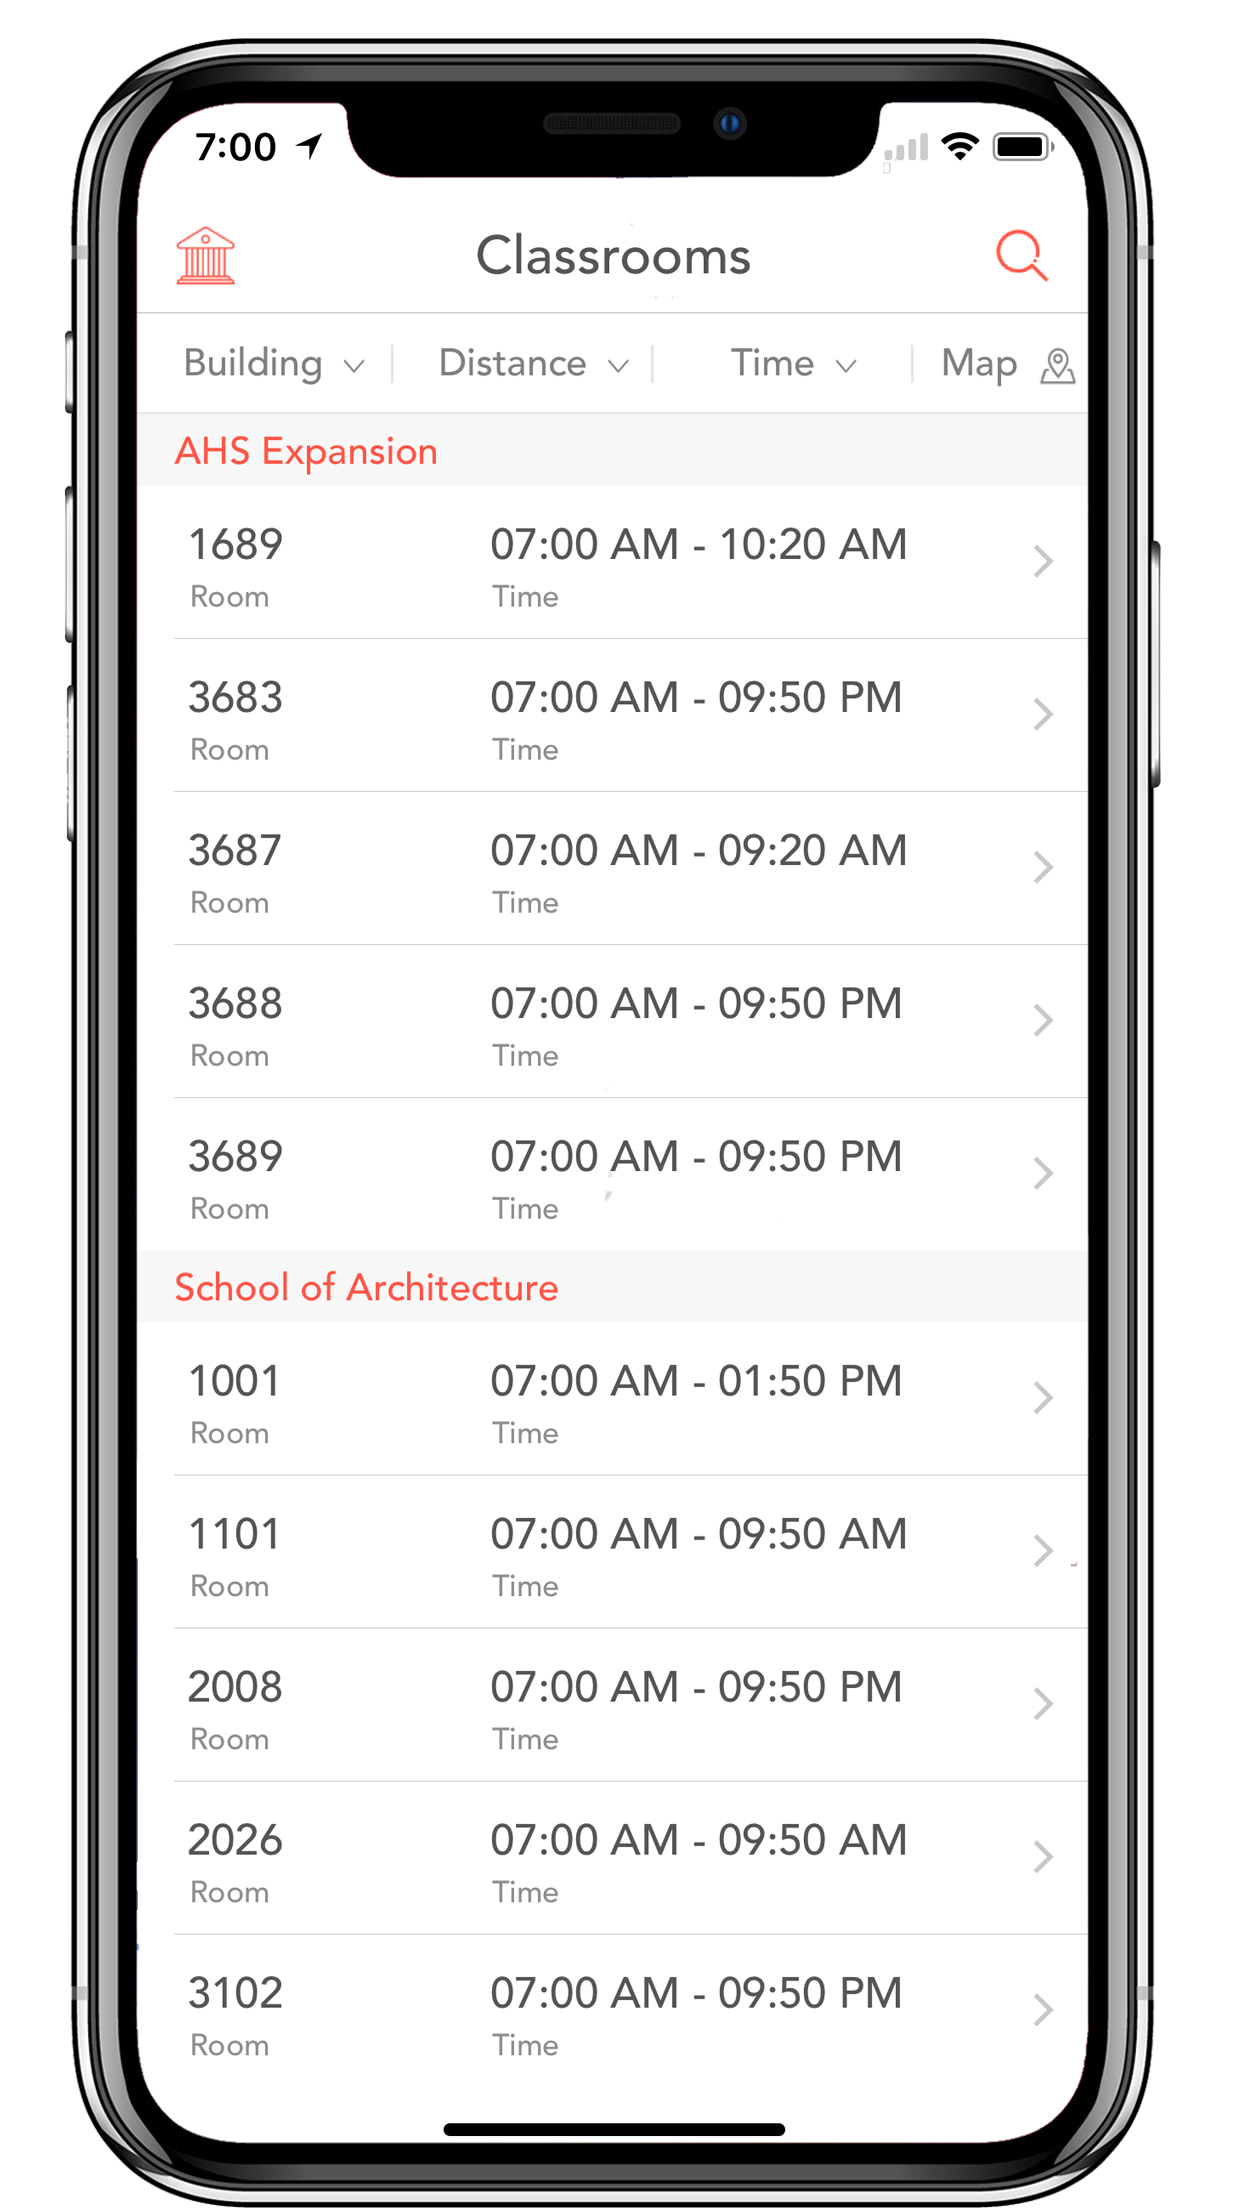 7:00
Classrooms
Building Distance Time Map
AHS Expansion
1689 07:00 AM - 10:20 AM
Room Time
3683 07:00 AM - 09:50 PM
Room Time
3687 07:00 AM - 09:20 AM
Room Time
3688 07:00 AM - 09:50 PM
Room Time
3689 07:00 AM - 09:50 PM
Room Time
School of Architecture
1001 07:00 AM - 01:50 PM
Room Time
1101 07:00 AM - 09:50 AM
Room Time
2008 07:00 AM - 09:50 PM
Room Time
2026 07:00 AM - 09:50 AM
Room Time
3102 07:00 AM - 09:50 PM
Room Time